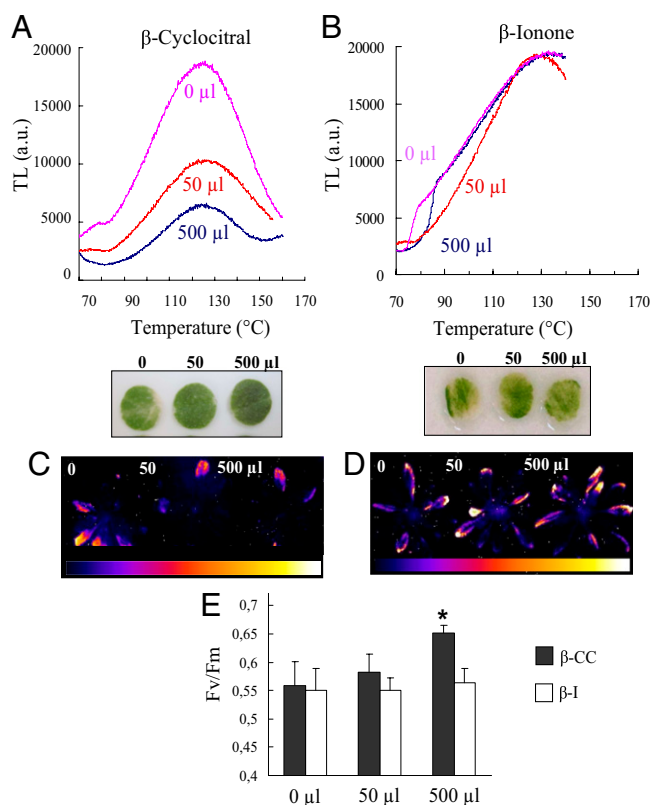 A
β-Cyclocitral
TL (a.u.)
20000
15000
10000
5000
0
0 µl
50 µl
500 µl
70 90 110 130 150 170
Temperature (°C)
B
β-Ionone
TL (a.u.)
20000
15000
10000
5000
0
0 µl
50 µl
500 µl
70 90 110 130 150 170
Temperature (°C)
0 50 500 µl
0 50 500 µl
C
0 50 500 µl
D
0 50 500 µl
E
Fv/Fm
0,7
0,65
0,6
0,55
0,5
0,45
0,4
*
0 µl 50 µl 500 µl
β-CC
β-I